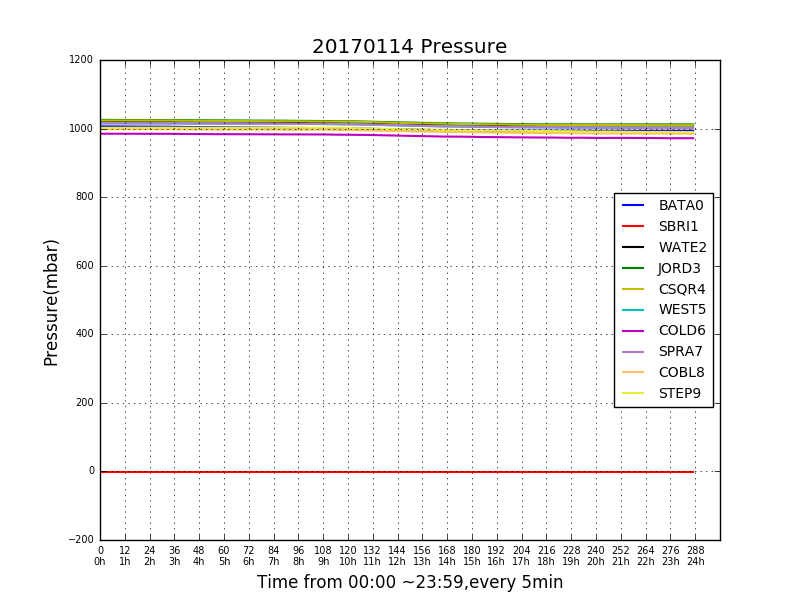 20170114 Pressure
1200
1000
800
600
400
200
0
−200
Pressure(mbar)
BATA0
SBRI1
WATE2
JORD3
CSQR4
WEST5
COLD6
SPRA7
COBL8
STEP9
0 12 24 36 48 60 72 84 96 108 120 132 144 156 168 180 192 204 216 228 240 252 264 276 288
0h 1h 2h 3h 4h 5h 6h 7h 8h 9h 10h 11h 12h 13h 14h 15h 16h 17h 18h 19h 20h 21h 22h 23h 24h
Time from 00:00 ~23:59,every 5min